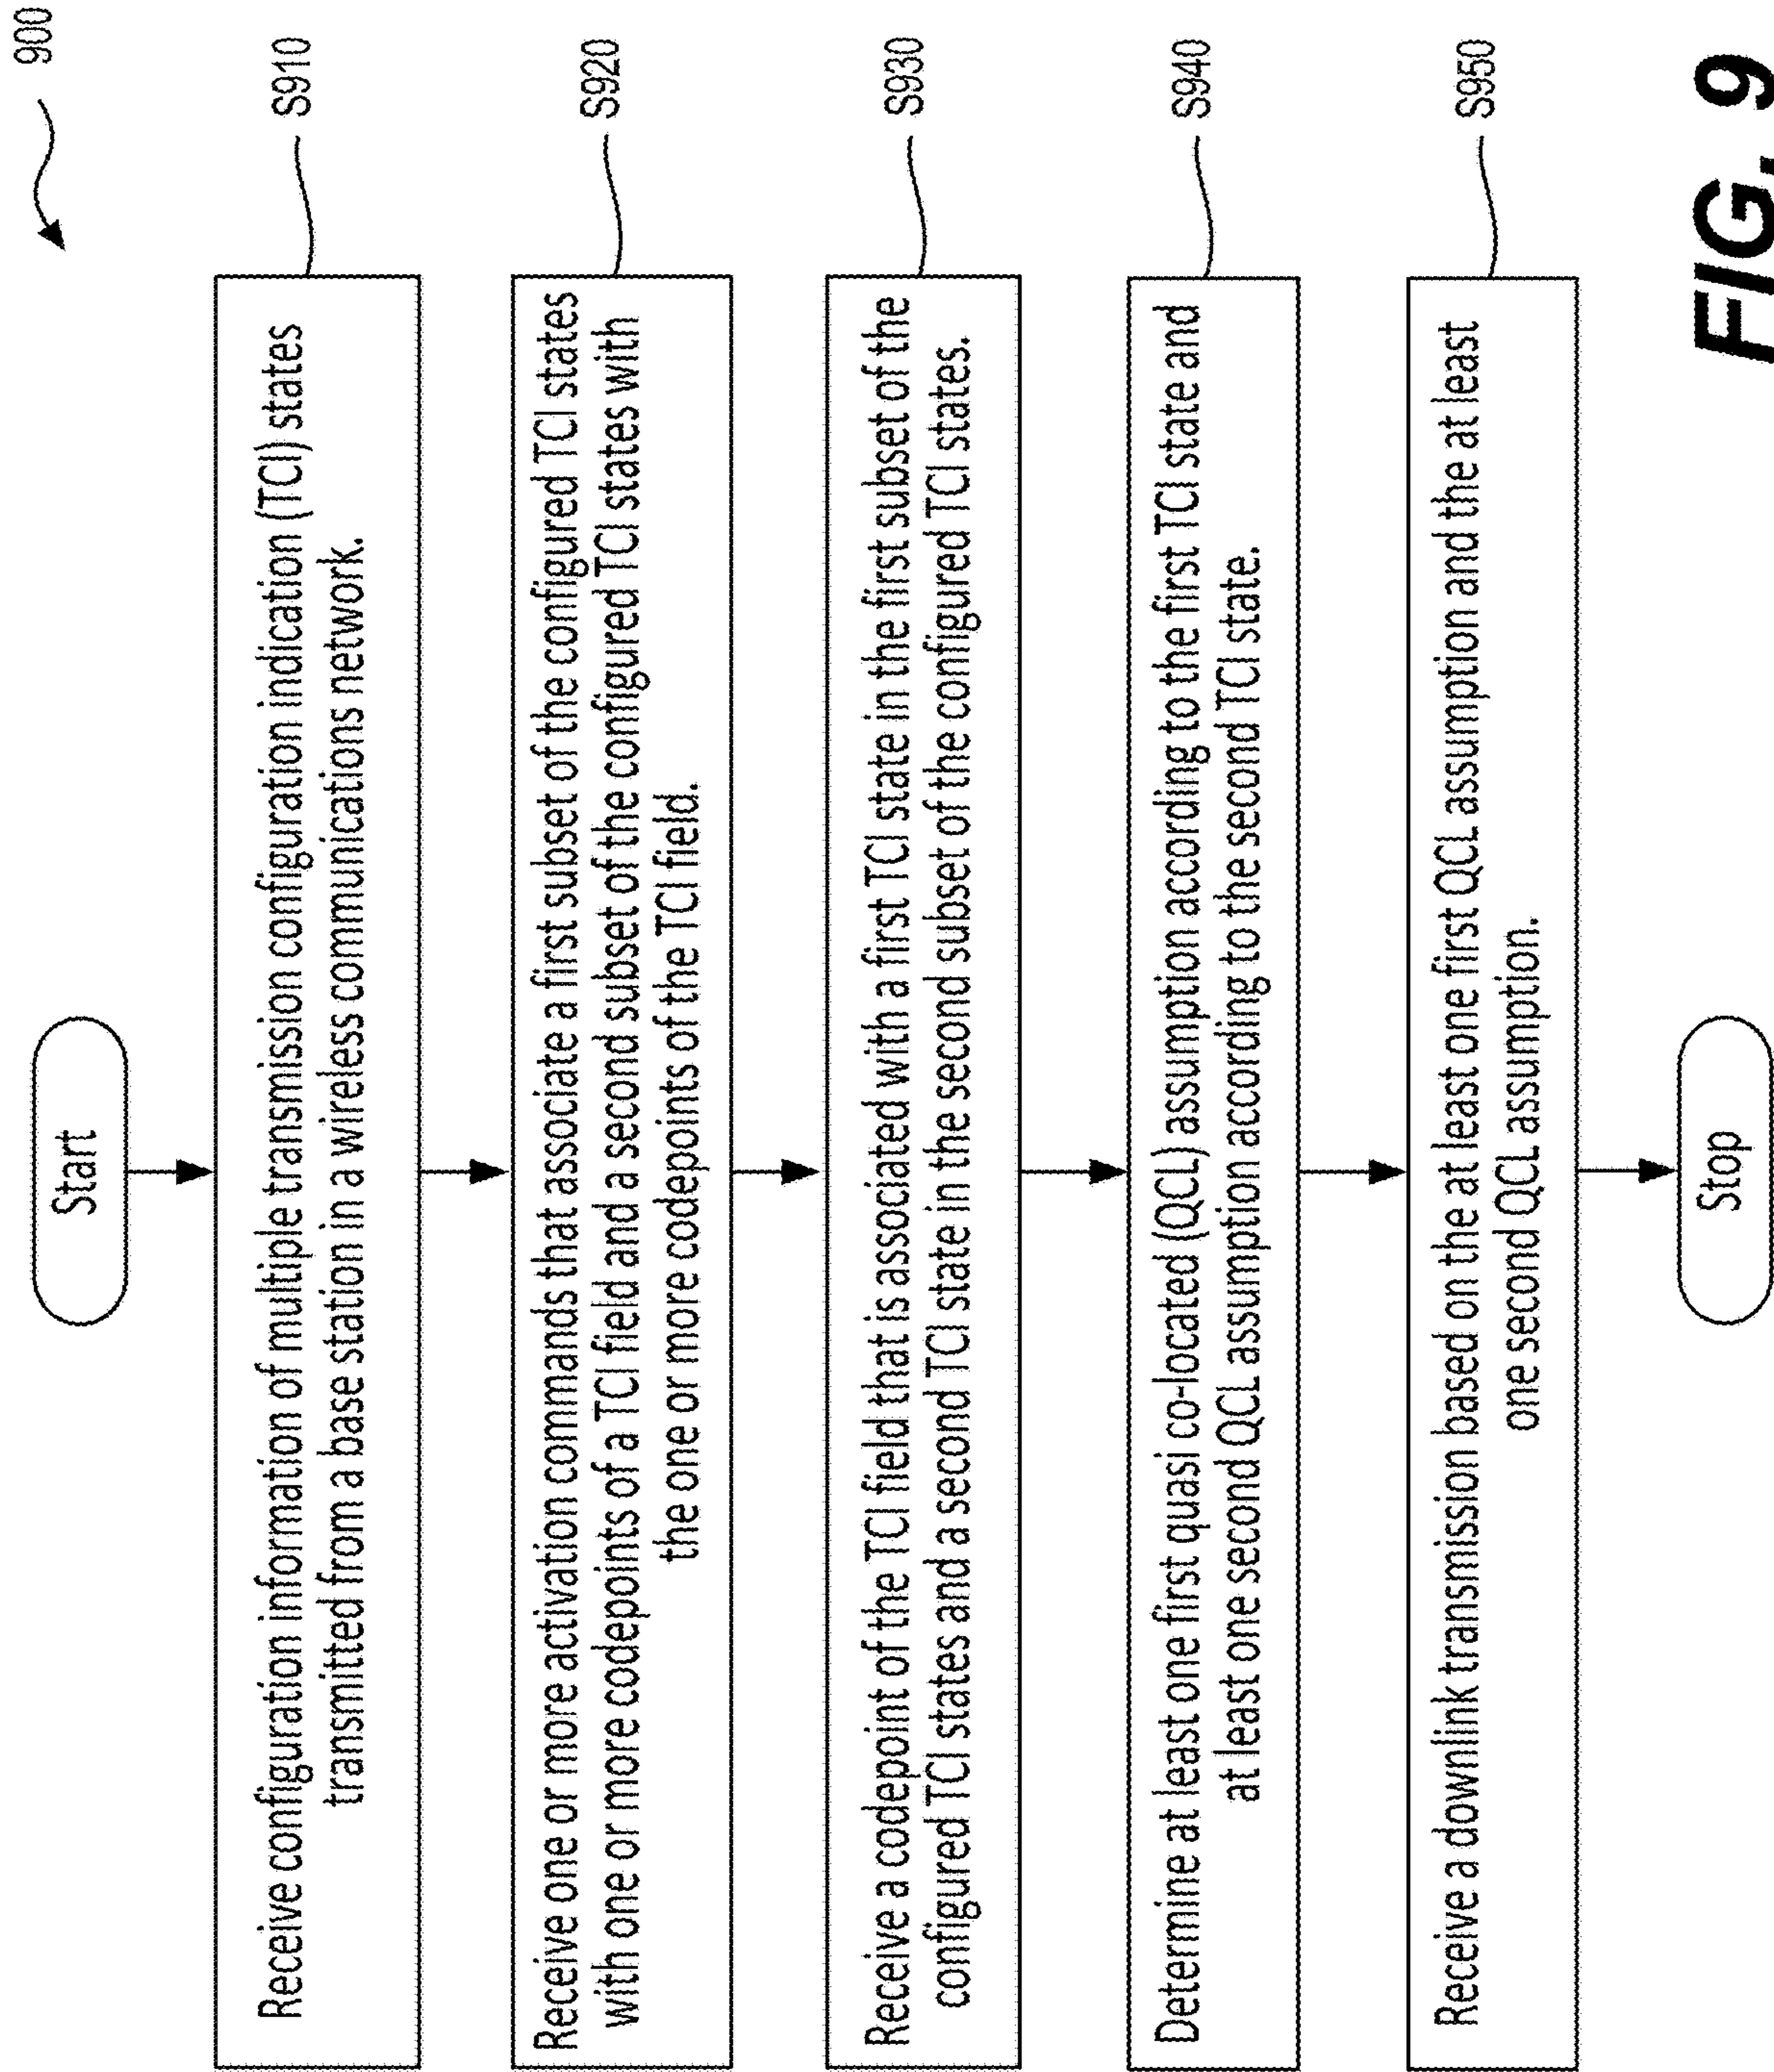 900
Start
Receive configuration information of multiple transmission configuration indication (TCI) states
transmitted from a base station in a wireless communications network.
S910
Receive one or more activation commands that associate a first subset of the configured TCI states
with one or more codepoints of a TCI field and a second subset of the configured TCI states with
the one or more codepoints of the TCI field.
S920
Receive a codepoint of the TCI field that is associated with a first TCI state in the first subset of the
configured TCI states and a second TCI state in the second subset of the configured TCI states.
S930
Determine at least one first quasi co-located (QCL) assumption according to the first TCI state and
at least one second QCL assumption according to the second TCI state.
S940
Receive a downlink transmission based on the at least one first QCL assumption and the at least
one second QCL assumption.
S950
Stop
FIG. 9